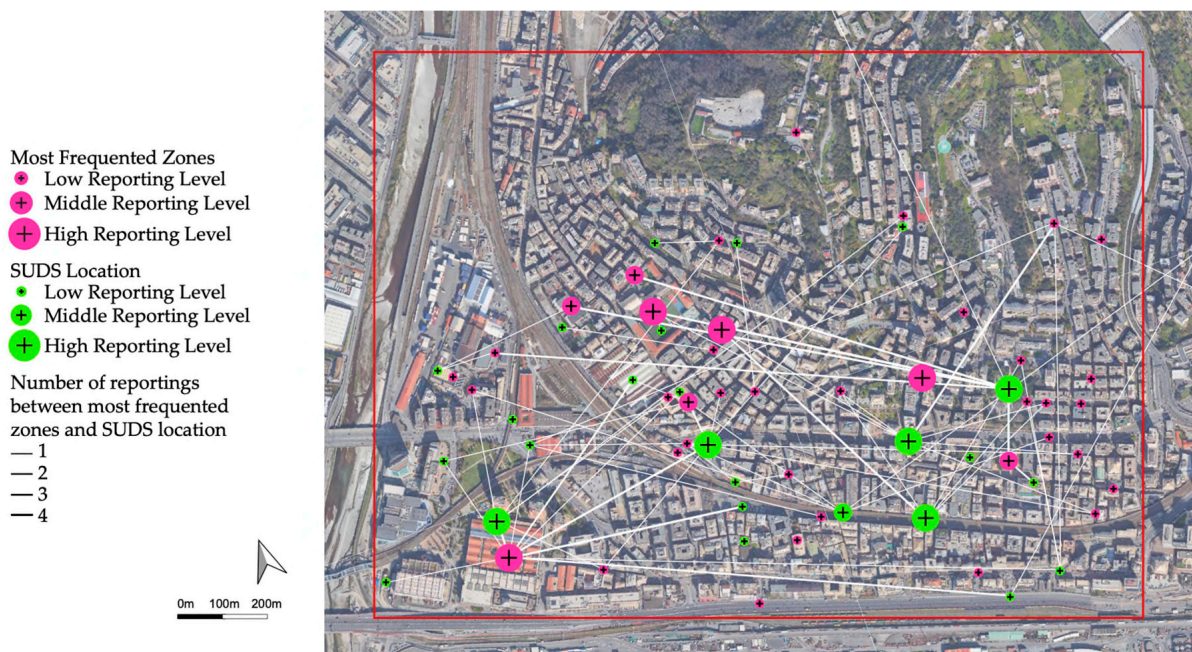 Most Frequented Zones
Low Reporting Level
Middle Reporting Level
High Reporting Level
SUDS Location
Low Reporting Level
Middle Reporting Level
High Reporting Level
Number of reportings
between most frequented
zones and SUDS location
1
2
3
4
0m 100m 200m